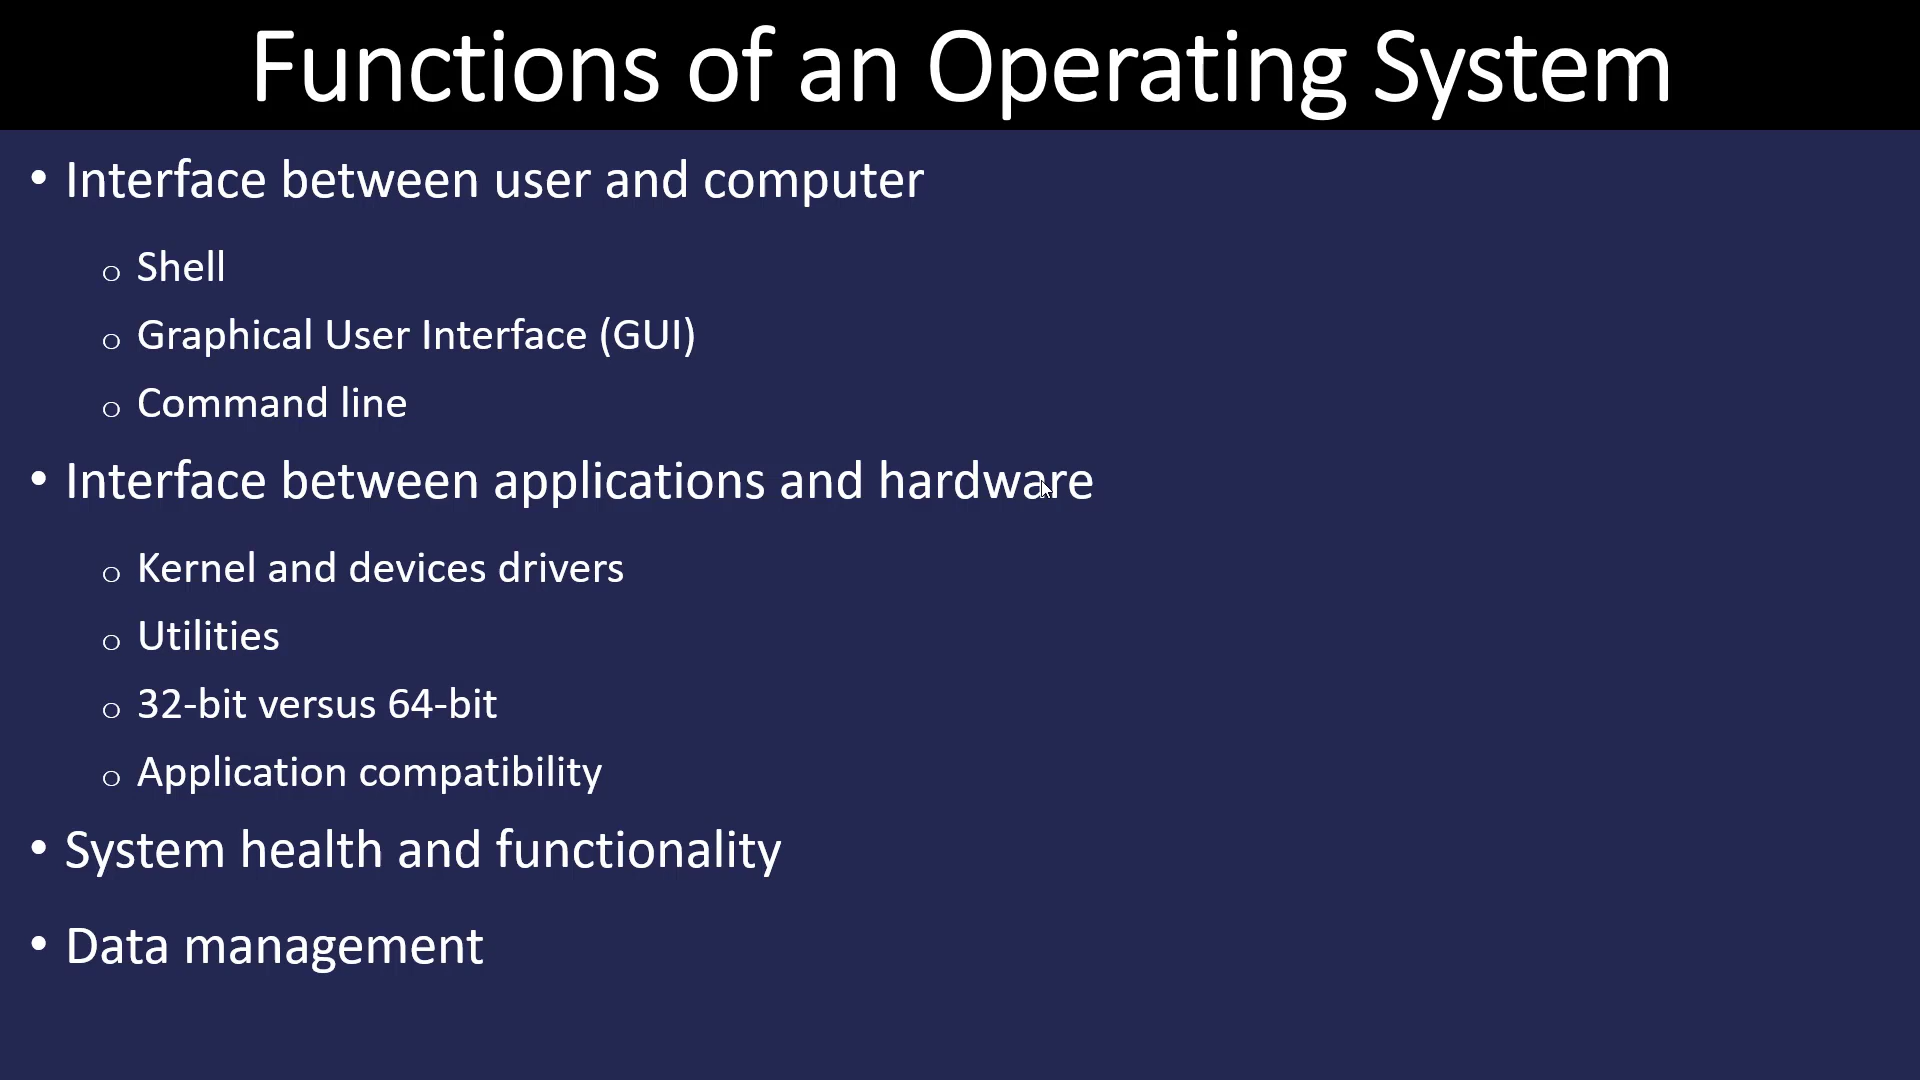 Functions of an Operating System
• Interface between user and computer
o Shell
o Graphical User Interface (GUI)
o Command line
• Interface between applications and hardware
o Kernel and devices drivers
o Utilities
o 32-bit versus 64-bit
o Application compatibility
• System health and functionality
• Data management